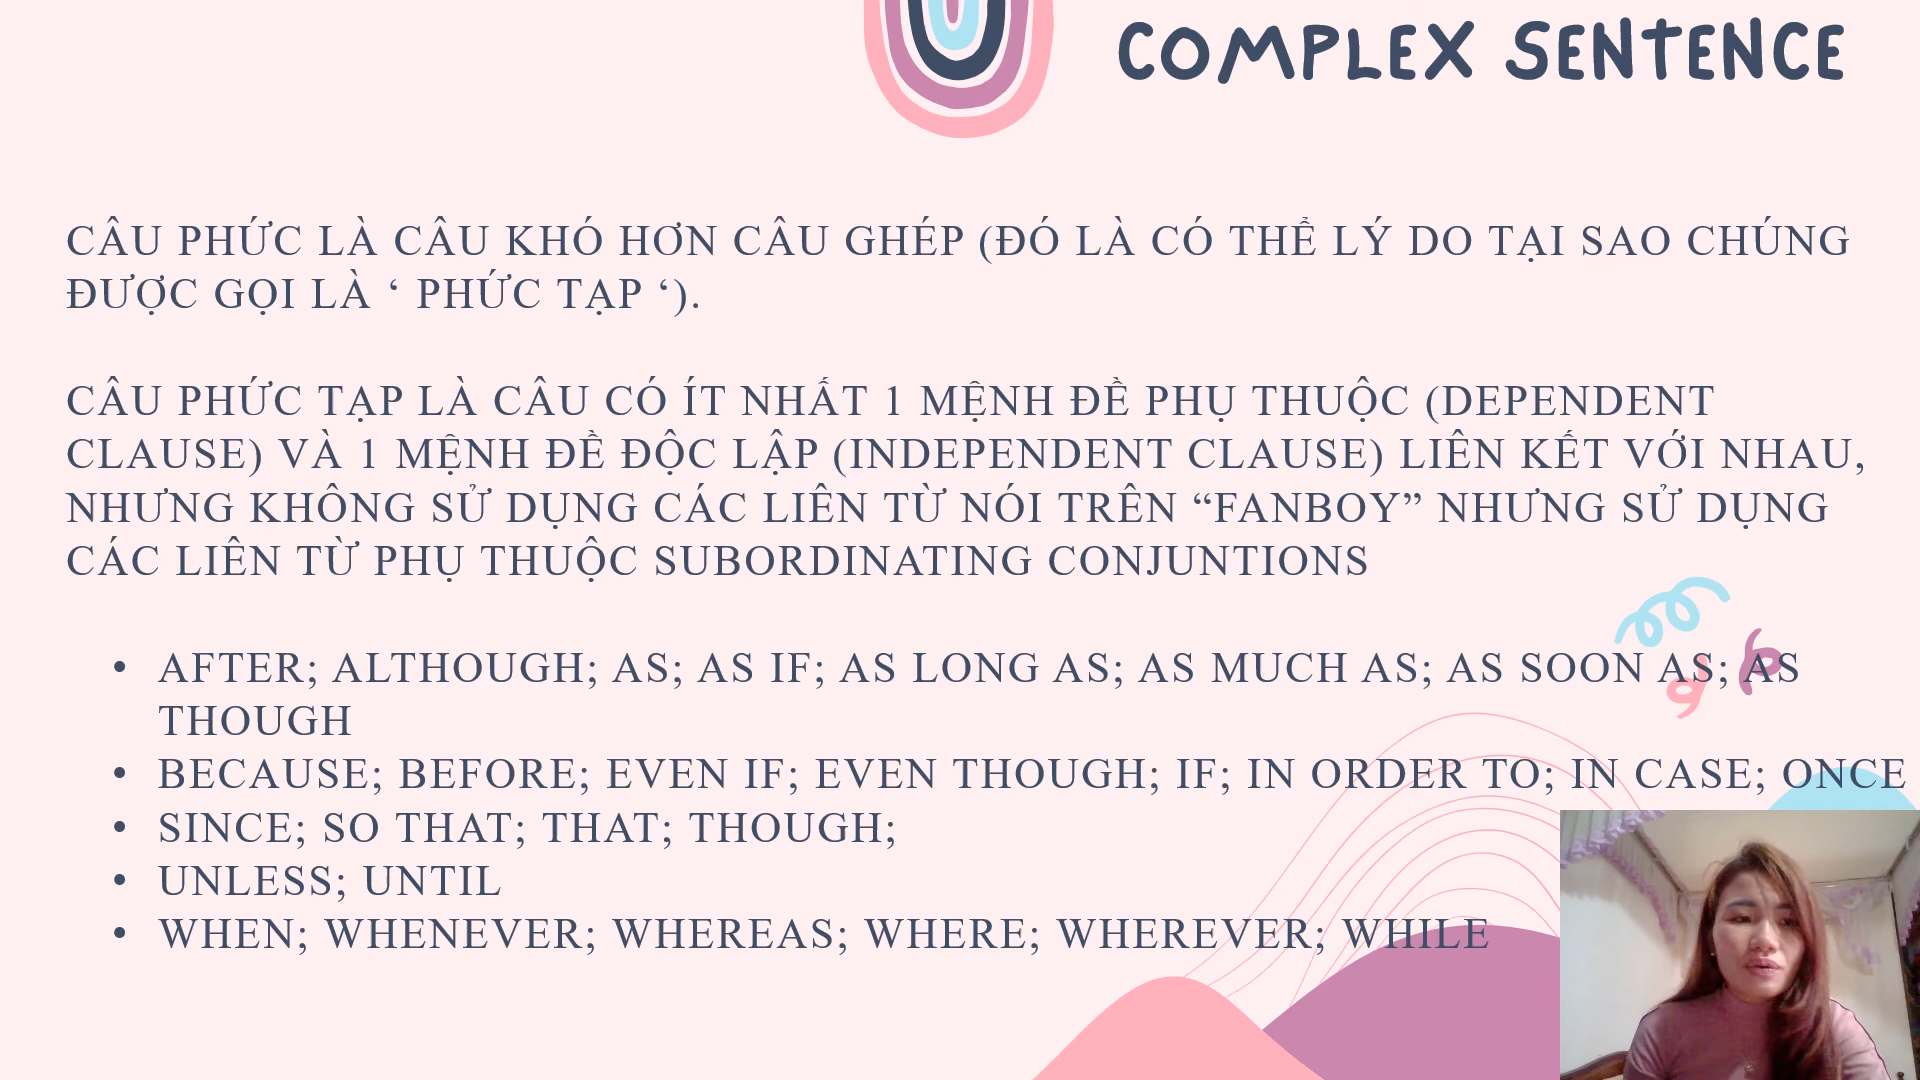 COMPLEX SENTENCE
CÂU PHỨC LÀ CÂU KHÓ HƠN CÂU GHÉP (ĐÓ LÀ CÓ THỂ LÝ DO TẠI SAO CHÚNG
ĐƯỢC GỌI LÀ ‘ PHỨC TẠP ‘).
CÂU PHỨC TẠP LÀ CÂU CÓ ÍT NHẤT 1 MỆNH ĐỀ PHỤ THUỘC (DEPENDENT
CLAUSE) VÀ 1 MỆNH ĐỀ ĐỘC LẬP (INDEPENDENT CLAUSE) LIÊN KẾT VỚI NHAU,
NHƯNG KHÔNG SỬ DỤNG CÁC LIÊN TỪ NÓI TRÊN “FANBOY” NHƯNG SỬ DỤNG
CÁC LIÊN TỪ PHỤ THUỘC SUBORDINATING CONJUNTIONS
• AFTER; ALTHOUGH; AS; AS IF; AS LONG AS; AS MUCH AS; AS SOON AS; AS
THOUGH
• BECAUSE; BEFORE; EVEN IF; EVEN THOUGH; IF; IN ORDER TO; IN CASE; ONCE
• SINCE; SO THAT; THAT; THOUGH;
• UNLESS; UNTIL
• WHEN; WHENEVER; WHEREAS; WHERE; WHEREVER; WHILE